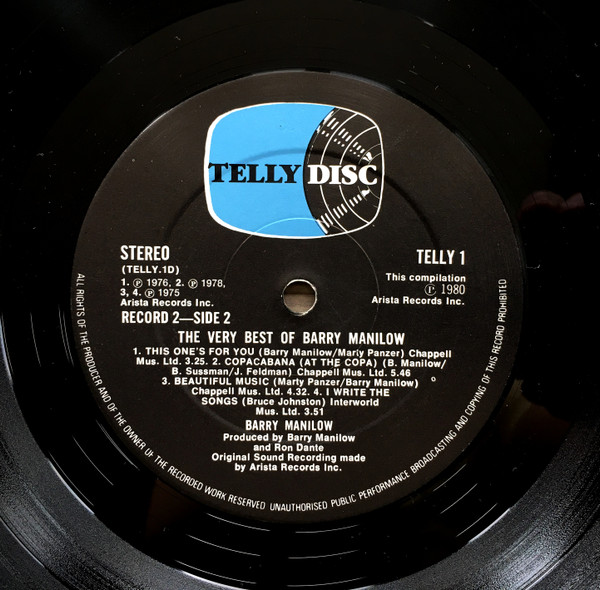 TELLY DISC
STEREO
(TELLY.1D)
1. Ⓟ 1976, 2. Ⓟ 1978,
3, 4. Ⓟ 1975
Arista Records Inc.
TELLY 1
This compilation
Ⓟ 1980
Arista Records Inc.
RECORD 2—SIDE 2
THE VERY BEST OF BARRY MANILOW
1. THIS ONE'S FOR YOU (Barry Manilow/Marty Panzer) Chappell
Mus. Ltd. 3.25. 2. COPACABANA (AT THE COPA) (B. Manilow/
B. Sussman/J. Feldman) Chappell Mus. Ltd. 5.46
3. BEAUTIFUL MUSIC (Marty Panzer/Barry Manilow)
Chappell Mus. Ltd. 4.32. 4. I WRITE THE
SONGS (Bruce Johnston) Interworld
Mus. Ltd. 3.51
BARRY MANILOW
Produced by Barry Manilow
and Ron Dante
Original Sound Recording made
by Arista Records Inc.
ALL RIGHTS OF THE PRODUCER AND OF THE OWNER OF THE RECORDED WORK RESERVED UNAUTHORISED PUBLIC PERFORMANCE BROADCASTING AND COPYING OF THIS RECORD PROHIBITED